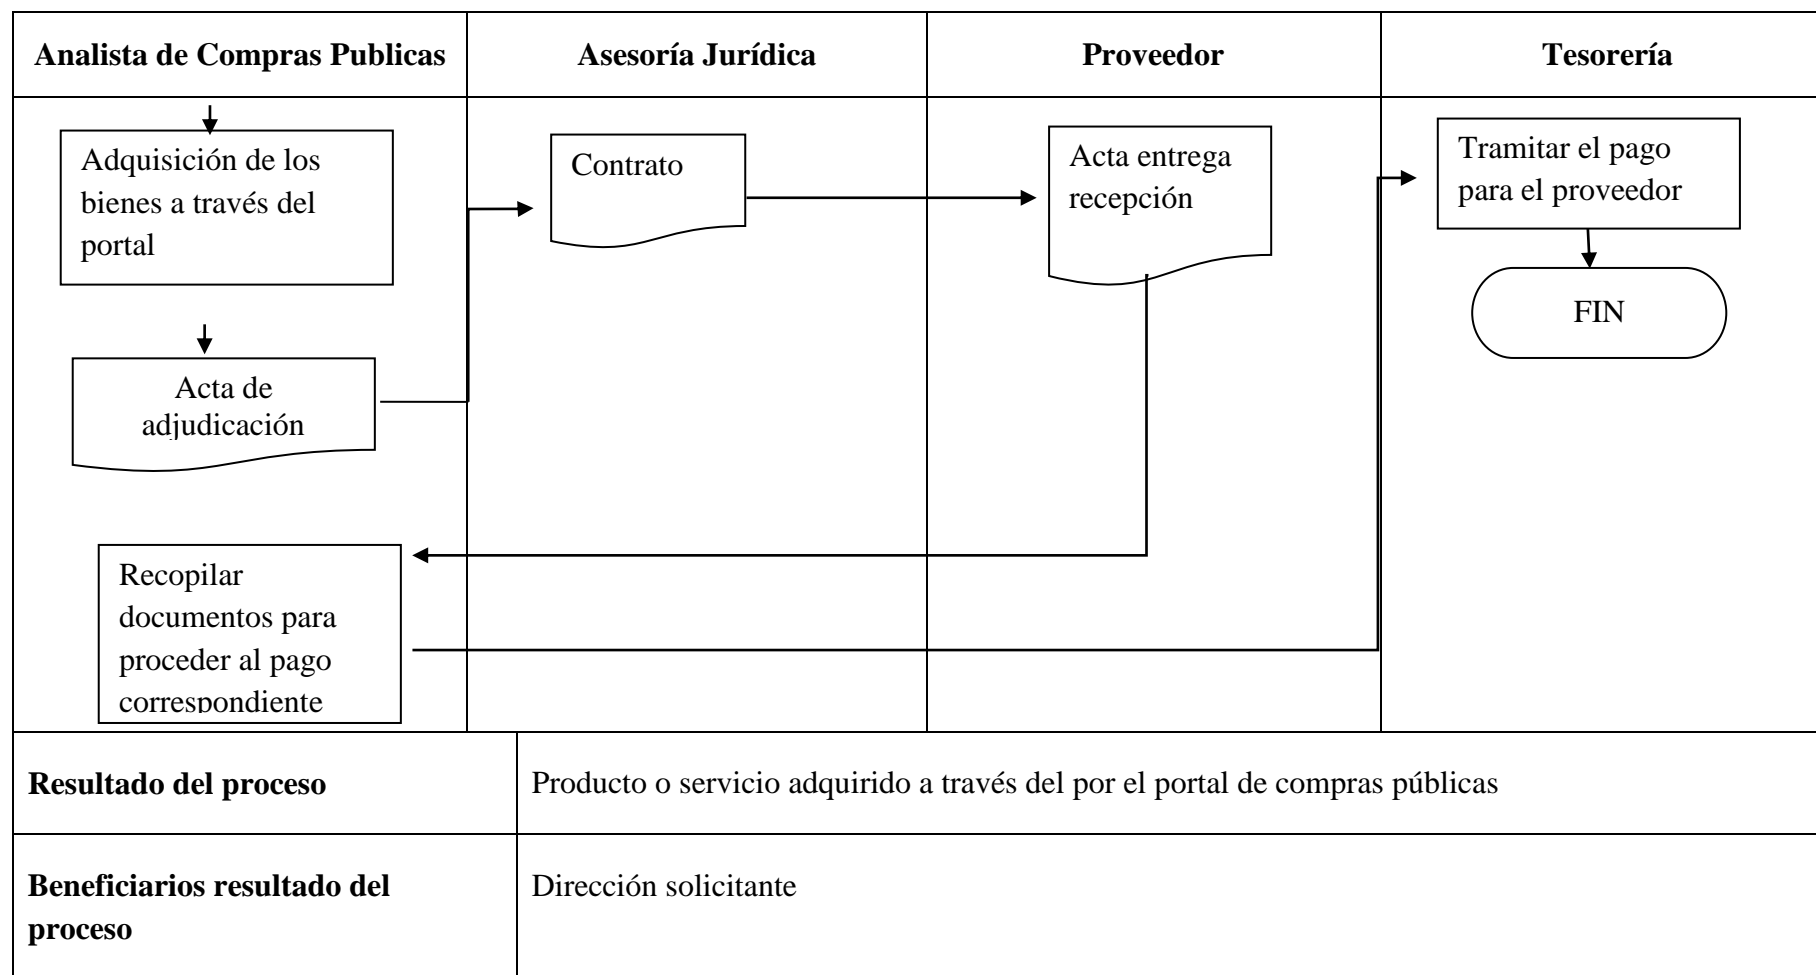 Analista de Compras Publicas
Asesoría Jurídica
Proveedor
Tesorería
Adquisición de los
bienes a través del
portal
Acta de
adjudicación
Recopilar
documentos para
proceder al pago
correspondiente
Contrato
Acta entrega
recepción
Tramitar el pago
para el proveedor
FIN
Resultado del proceso
Producto o servicio adquirido a través del por el portal de compras públicas
Beneficiarios resultado del
proceso
Dirección solicitante